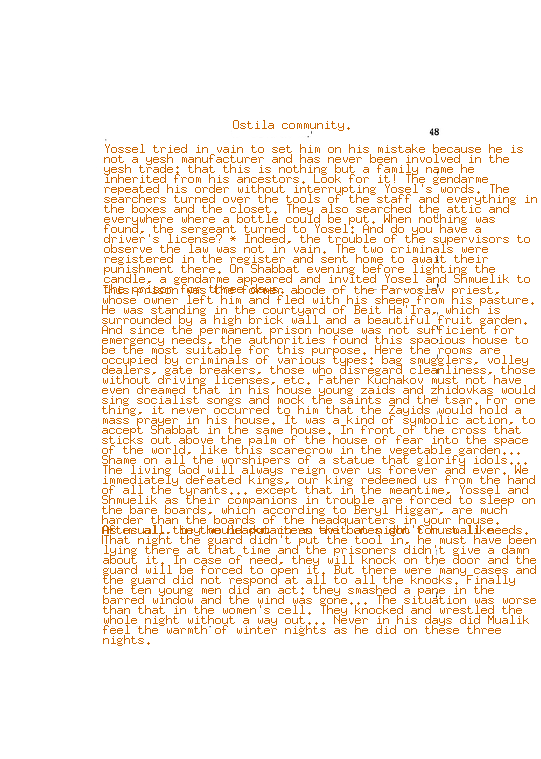 Ostila community.
48
Yossel tried in vain to set him on his mistake because he is
not a yesh manufacturer and has never been involved in the
yesh trade; that this is nothing but a family name he
inherited from his ancestors. Look for it! The gendarme
repeated his order without interrupting Yosel's words. The
searchers turned over the tools of the staff and everything in
the boxes and the closet. They also searched the attic and
everywhere where a bottle could be put. When nothing was
found, the sergeant turned to Yosel: And do you have a
driver's license? * Indeed, the trouble of the supervisors to
observe the law was not in vain. The two criminals were
registered in the register and sent home to await their
punishment there. On Shabbat evening before lighting the
candle, a gendarme appeared and invited Yosel and Shmuelik to
the prison for three days.
abode of the Parvoslav priest,
whose owner left him and fled with his sheep from his pasture.
He was standing in the courtyard of Beit Ha'Ira, which is
surrounded by a high brick wall and a beautiful fruit garden.
And since the permanent prison house was not sufficient for
emergency needs, the authorities found this spacious house to
be the most suitable for this purpose. Here the rooms are
occupied by criminals of various types: bag smugglers, volley
dealers, gate breakers, those who disregard cleanliness, those
without driving licenses, etc. Father Kuchakov must not have
even dreamed that in his house young zaids and zhidovkas would
sing socialist songs and mock the saints and the tsar. For one
thing, it never occurred to him that the Zayids would hold a
mass prayer in his house. It was a kind of symbolic action, to
accept Shabbat in the same house. In front of the cross that
sticks out above the palm of the house of fear into the space
of the world, like this scarecrow in the vegetable garden...
Shame on all the worshipers of a statue that glorify idols...
The living God will always reign over us forever and ever. We
immediately defeated kings, our king redeemed us from the hand
of all the tyrants... except that in the meantime, Yossel and
Shmuelik as their companions in trouble are forced to sleep on
the bare boards, which according to Beryl Higgar, are much
harder than the boards of the headquarters in your house.
needs.
That night the guard didn't put the tool in, he must have been
lying there at that time and the prisoners didn't give a damn
about it. In case of need, they will knock on the door and the
guard will be forced to open it. But there were many cases and
the guard did not respond at all to all the knocks. Finally
the ten young men did an act: they smashed a pane in the
barred window and the wind was gone... The situation was worse
than that in the women's cell. They knocked and wrestled the
whole night without a way out... Never in his days did Mualik
feel the warmth of winter nights as he did on these three
nights.